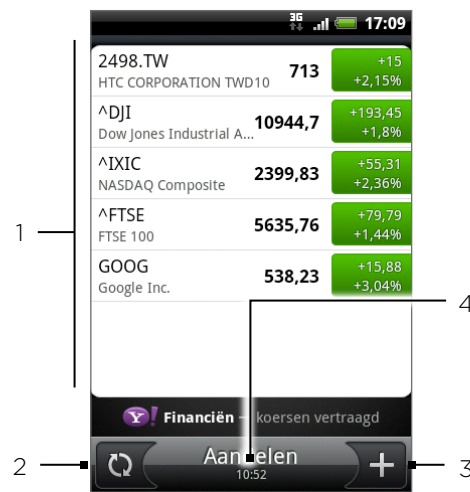 3G 17:09
2498.TW 713 +15
HTC CORPORATION TWD10 +2,15%
^DJI 10944,7 +193,45
Dow Jones Industrial A... +1,8%
^IXIC 2399,83 +55,31
NASDAQ Composite +2,36%
^FTSE 5635,76 +79,79
FTSE 100 +1,44%
GOOG 538,23 +15,88
Google Inc. +3,04%
1
4
Y! Financiën – koersen vertraagd
2 Aandelen 3
10:52